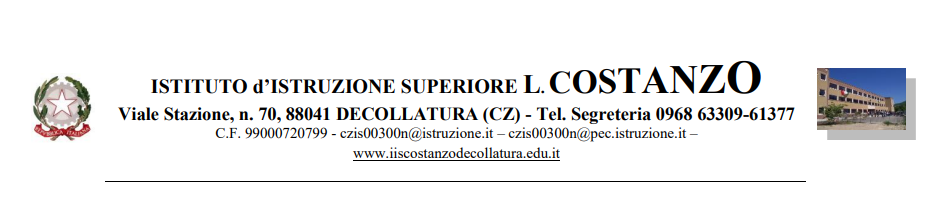 ISTITUTO d'ISTRUZIONE SUPERIORE L. COSTANZO
Viale Stazione, n. 70, 88041 DECOLLATURA (CZ) - Tel. Segreteria 0968 63309-61377
C.F. 99000720799 - czis00300n@istruzione.it – czis00300n@pec.istruzione.it –
www.iiscostanzodecollatura.edu.it